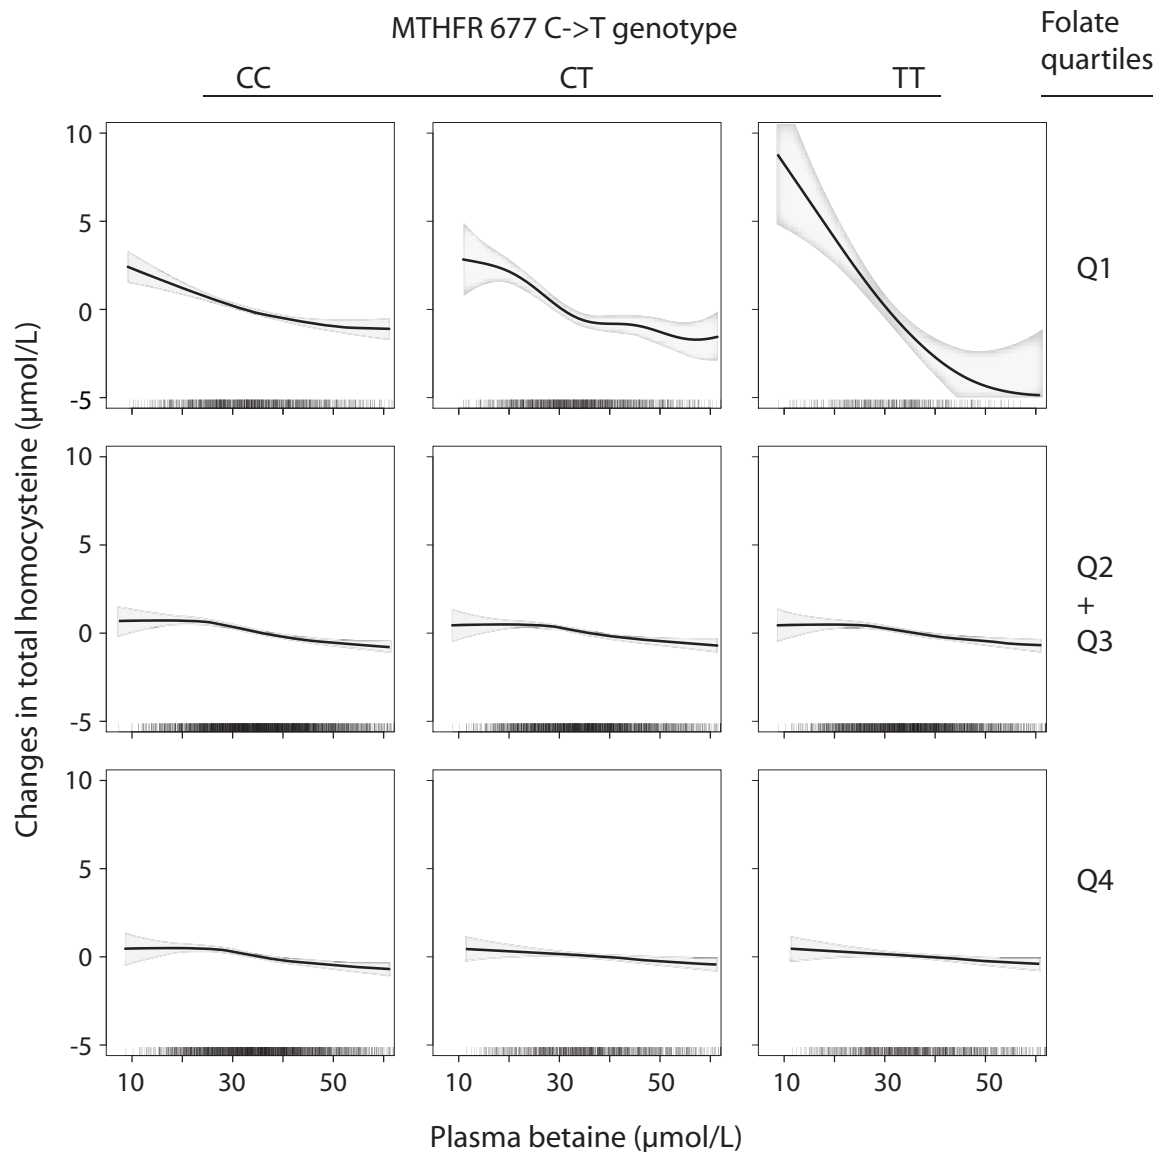 MTHFR 677 C->T genotype
Folate
quartiles
CC
CT
TT
10
5
0
-5
Q1
Changes in total homocysteine (µmol/L)
10
5
0
-5
Q2
+
Q3
10
5
0
-5
Q4
10
30
50
10
30
50
10
30
50
Plasma betaine (µmol/L)